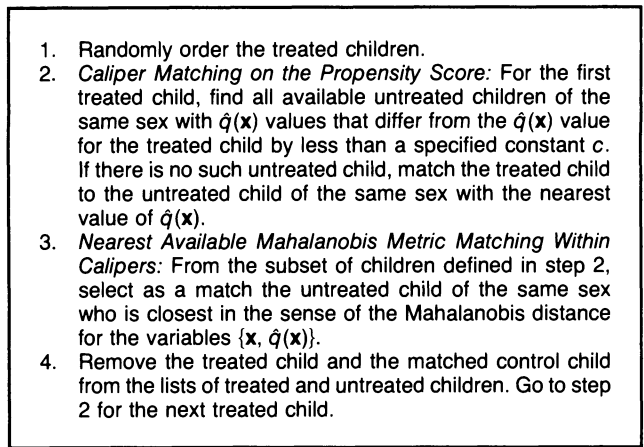 1. Randomly order the treated children.
2. Caliper Matching on the Propensity Score: For the first
treated child, find all available untreated children of the
same sex with q̂(x) values that differ from the q̂(x) value
for the treated child by less than a specified constant c.
If there is no such untreated child, match the treated child
to the untreated child of the same sex with the nearest
value of q̂(x).
3. Nearest Available Mahalanobis Metric Matching Within
Calipers: From the subset of children defined in step 2,
select as a match the untreated child of the same sex
who is closest in the sense of the Mahalanobis distance
for the variables {x, q̂(x)}.
4. Remove the treated child and the matched control child
from the lists of treated and untreated children. Go to step
2 for the next treated child.